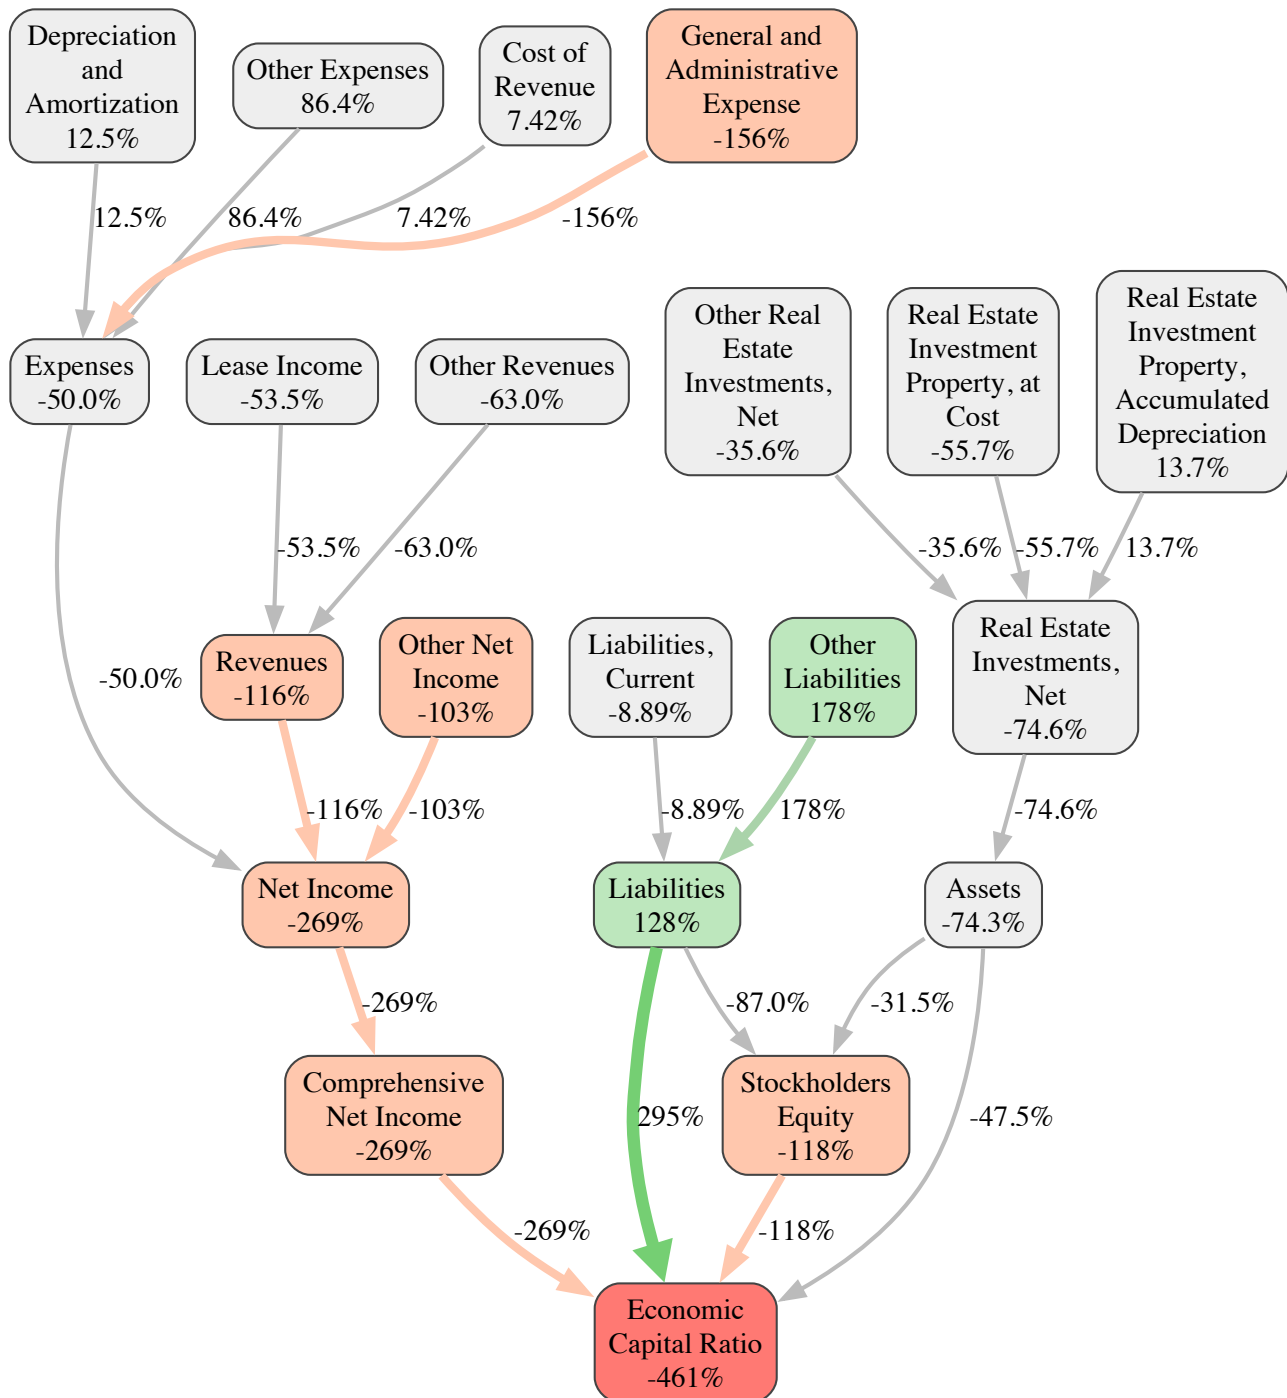 Depreciation
and
Amortization
12.5%
Other Expenses
86.4%
Cost of
Revenue
7.42%
General and
Administrative
Expense
-156%
12.5%
86.4%
7.42%
-156%
Expenses
-50.0%
Lease Income
-53.5%
Other Revenues
-63.0%
Other Real
Estate
Investments,
Net
-35.6%
Real Estate
Investment
Property, at
Cost
-55.7%
Real Estate
Investment
Property,
Accumulated
Depreciation
13.7%
-53.5%
-63.0%
-35.6%
-55.7%
13.7%
-50.0%
Revenues
-116%
Other Net
Income
-103%
Liabilities,
Current
-8.89%
Other
Liabilities
178%
Real Estate
Investments,
Net
-74.6%
-116%
-103%
-8.89%
178%
-74.6%
Net Income
-269%
Liabilities
128%
Assets
-74.3%
-269%
-87.0%
-31.5%
Comprehensive
Net Income
-269%
295%
Stockholders
Equity
-118%
-47.5%
-269%
-118%
Economic
Capital Ratio
-461%